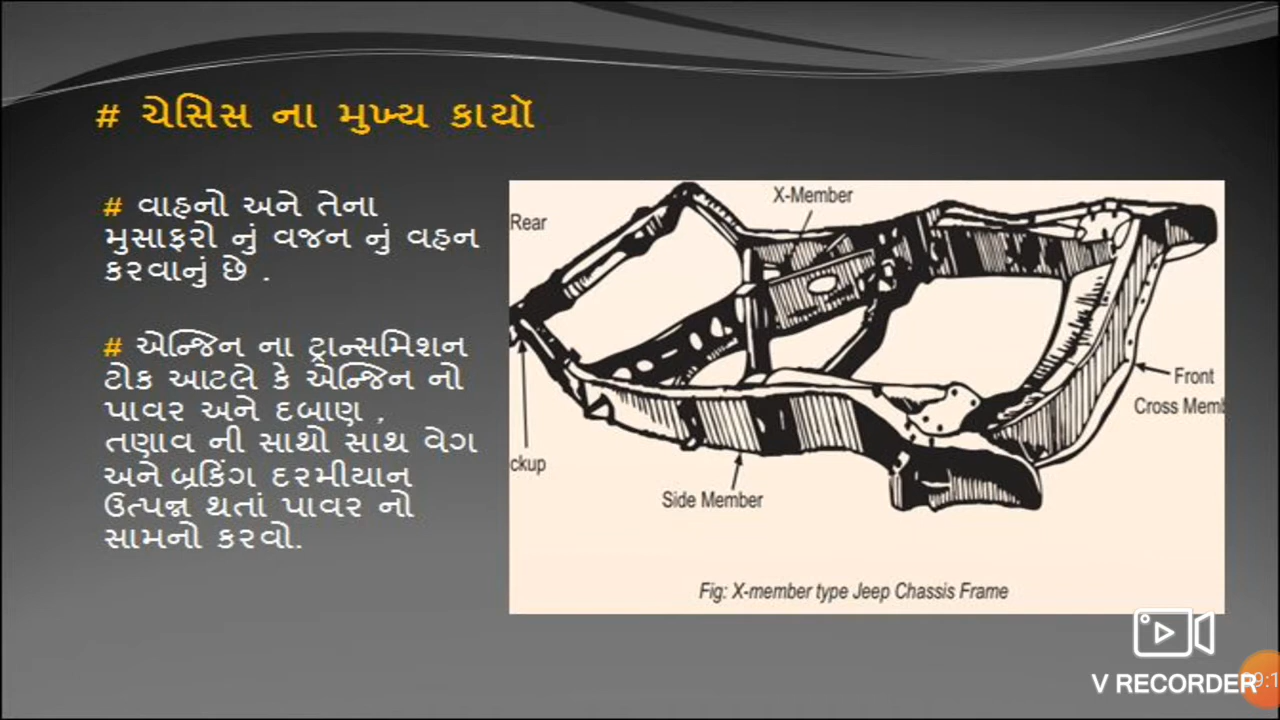 # ચેસિસ ના મુખ્ય કાર્યો
# વાહનો અને તેના
મુસાફરો નું વજન નું વહન
કરવાનું છે .
# એન્જિન ના ટ્રાન્સમિશન
ટોક આટલે કે એન્જિન નો
પાવર અને દબાણ ,
તણાવ ની સાથો સાથ વેગ
અને બ્રકિંગ દરમીયાન
ઉત્પન્ન થતાં પાવર નો
સામનો કરવો.
X-Member
Rear
Front
Cross Memb
ckup
Side Member
Fig: X-member type Jeep Chassis Frame
V RECORDER